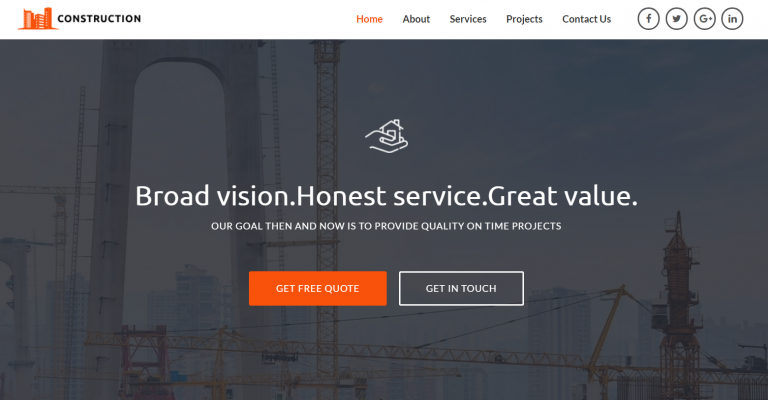 CONSTRUCTION
Home About Services Projects Contact Us
Broad vision.Honest service.Great value.
OUR GOAL THEN AND NOW IS TO PROVIDE QUALITY ON TIME PROJECTS
GET FREE QUOTE GET IN TOUCH